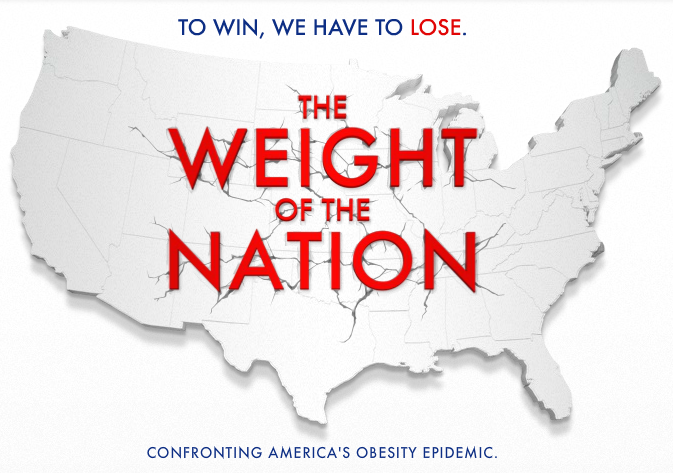 TO WIN, WE HAVE TO LOSE.
THE
WEIGHT
OF THE
NATION
CONFRONTING AMERICA'S OBESITY EPIDEMIC.